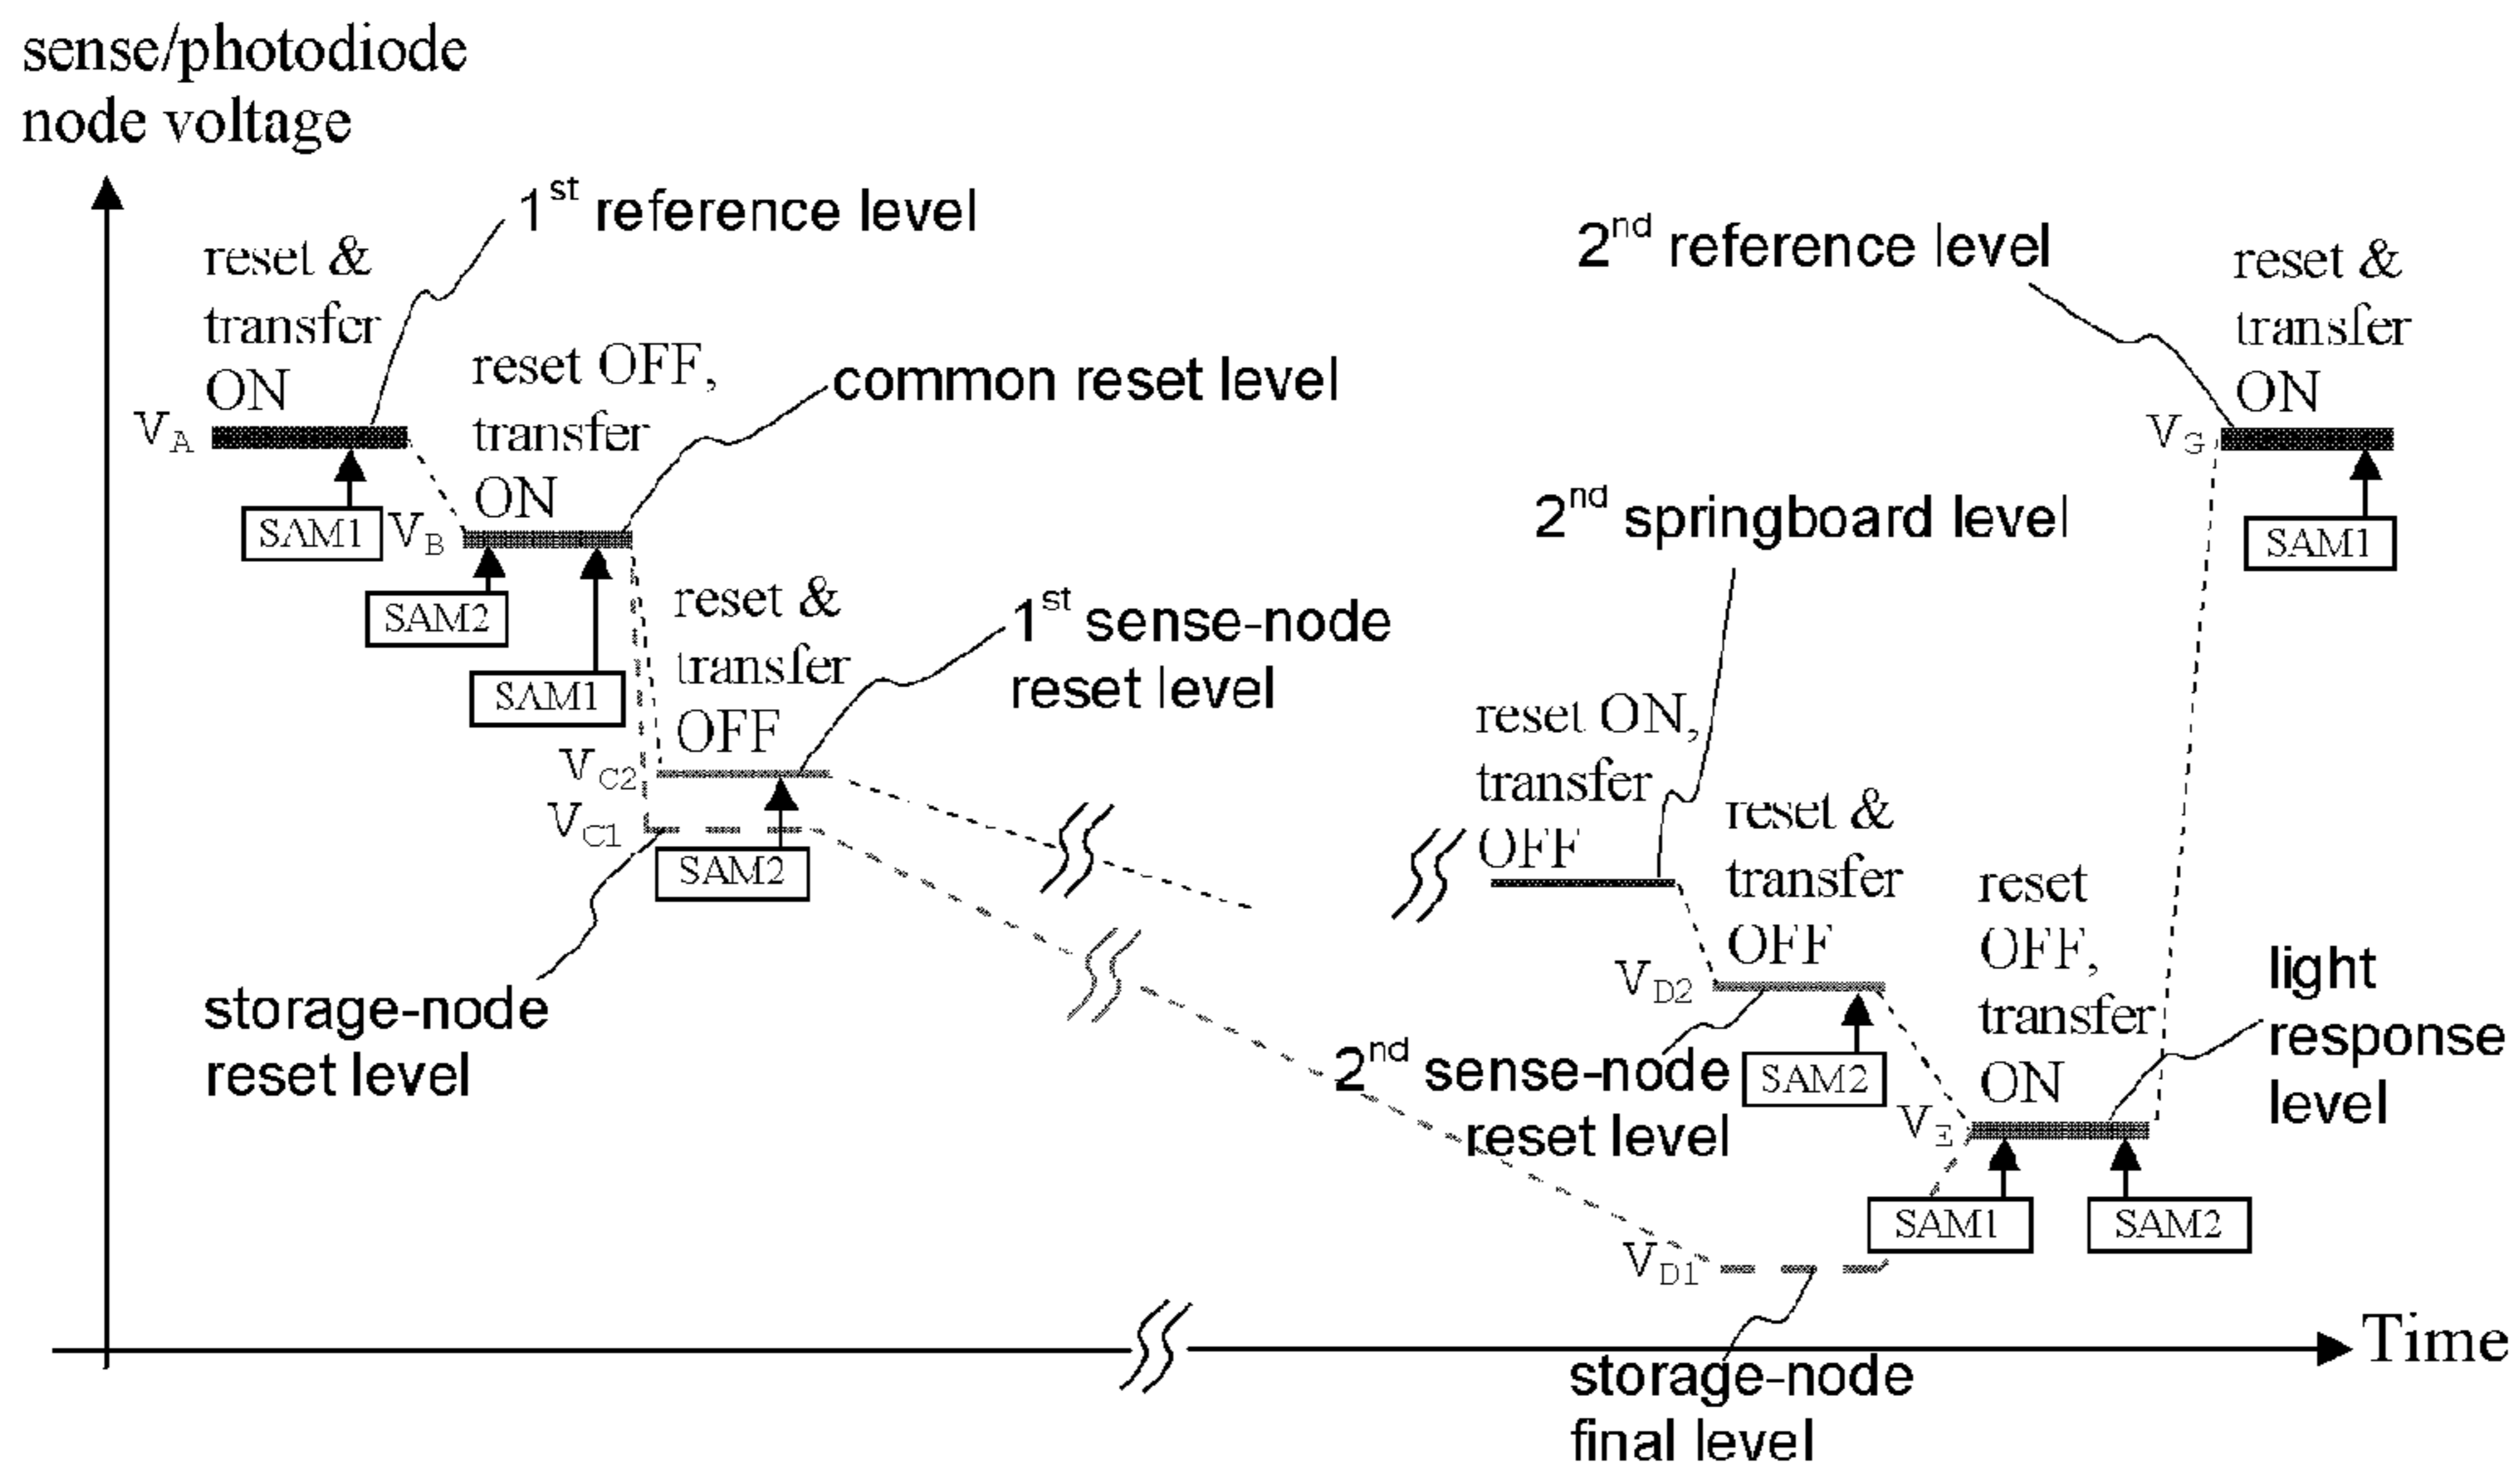 sense/photodiode
node voltage
1st reference level
reset &
transfer
ON
VA
SAM1
reset OFF,
transfer
ON
VB
common reset level
SAM2
SAM1
reset &
transfer
OFF
1st sense-node
reset level
VC2
VC1
SAM2
storage-node
reset level
2nd reference level
reset &
transfer
ON
VG
SAM1
2nd springboard level
reset ON,
transfer
OFF
reset &
transfer
OFF
VD2
2nd sense-node
reset level
SAM2
reset
OFF,
transfer
ON
VE
light
response
level
SAM1
SAM2
VD1
storage-node
final level
Time